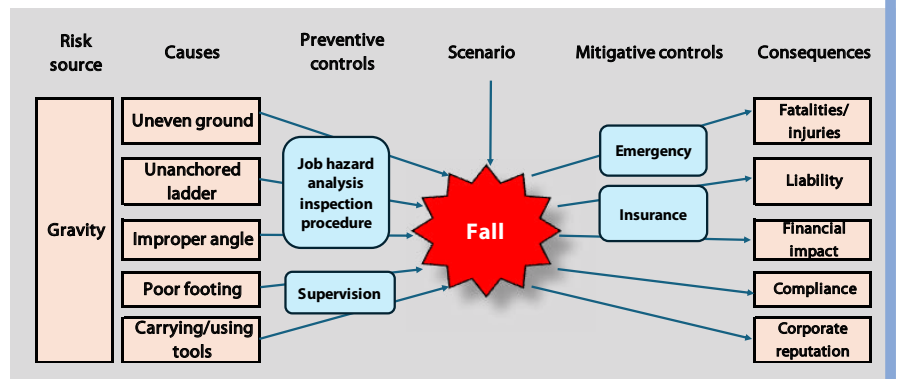 Risk
source
Causes
Preventive
controls
Scenario
Mitigative controls
Consequences
Gravity
Uneven ground
Unanchored
ladder
Improper angle
Poor footing
Carrying/using
tools
Job hazard
analysis
inspection
procedure
Supervision
Fall
Emergency
Insurance
Fatalities/
injuries
Liability
Financial
impact
Compliance
Corporate
reputation